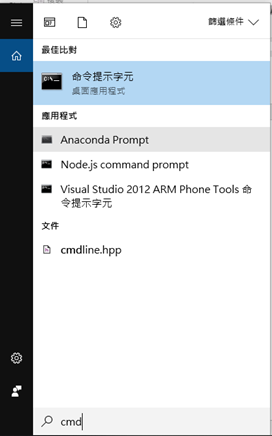 篩選條件
最佳比對
命令提示字元
桌面應用程式
應用程式
Anaconda Prompt
Node.js command prompt
Visual Studio 2012 ARM Phone Tools 命
令提示字元
文件
cmdline.hpp
cmd